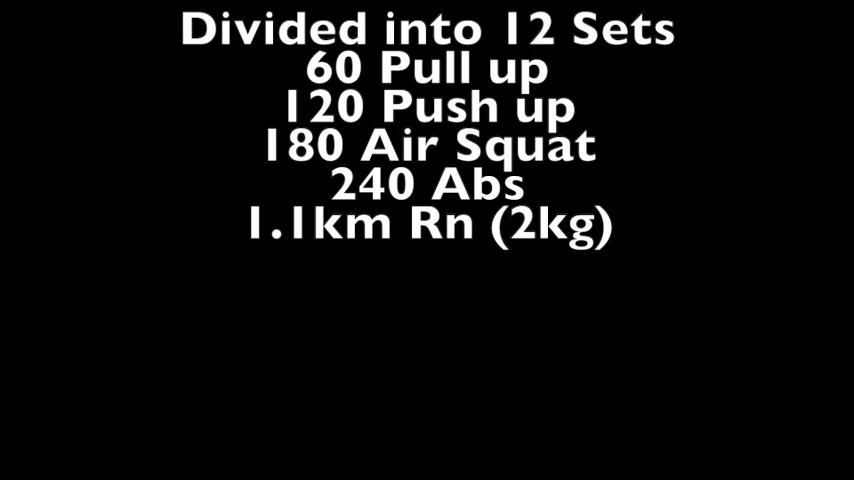 Divided into 12 Sets
60 Pull up
120 Push up
180 Air Squat
240 Abs
1.1km Rn (2kg)